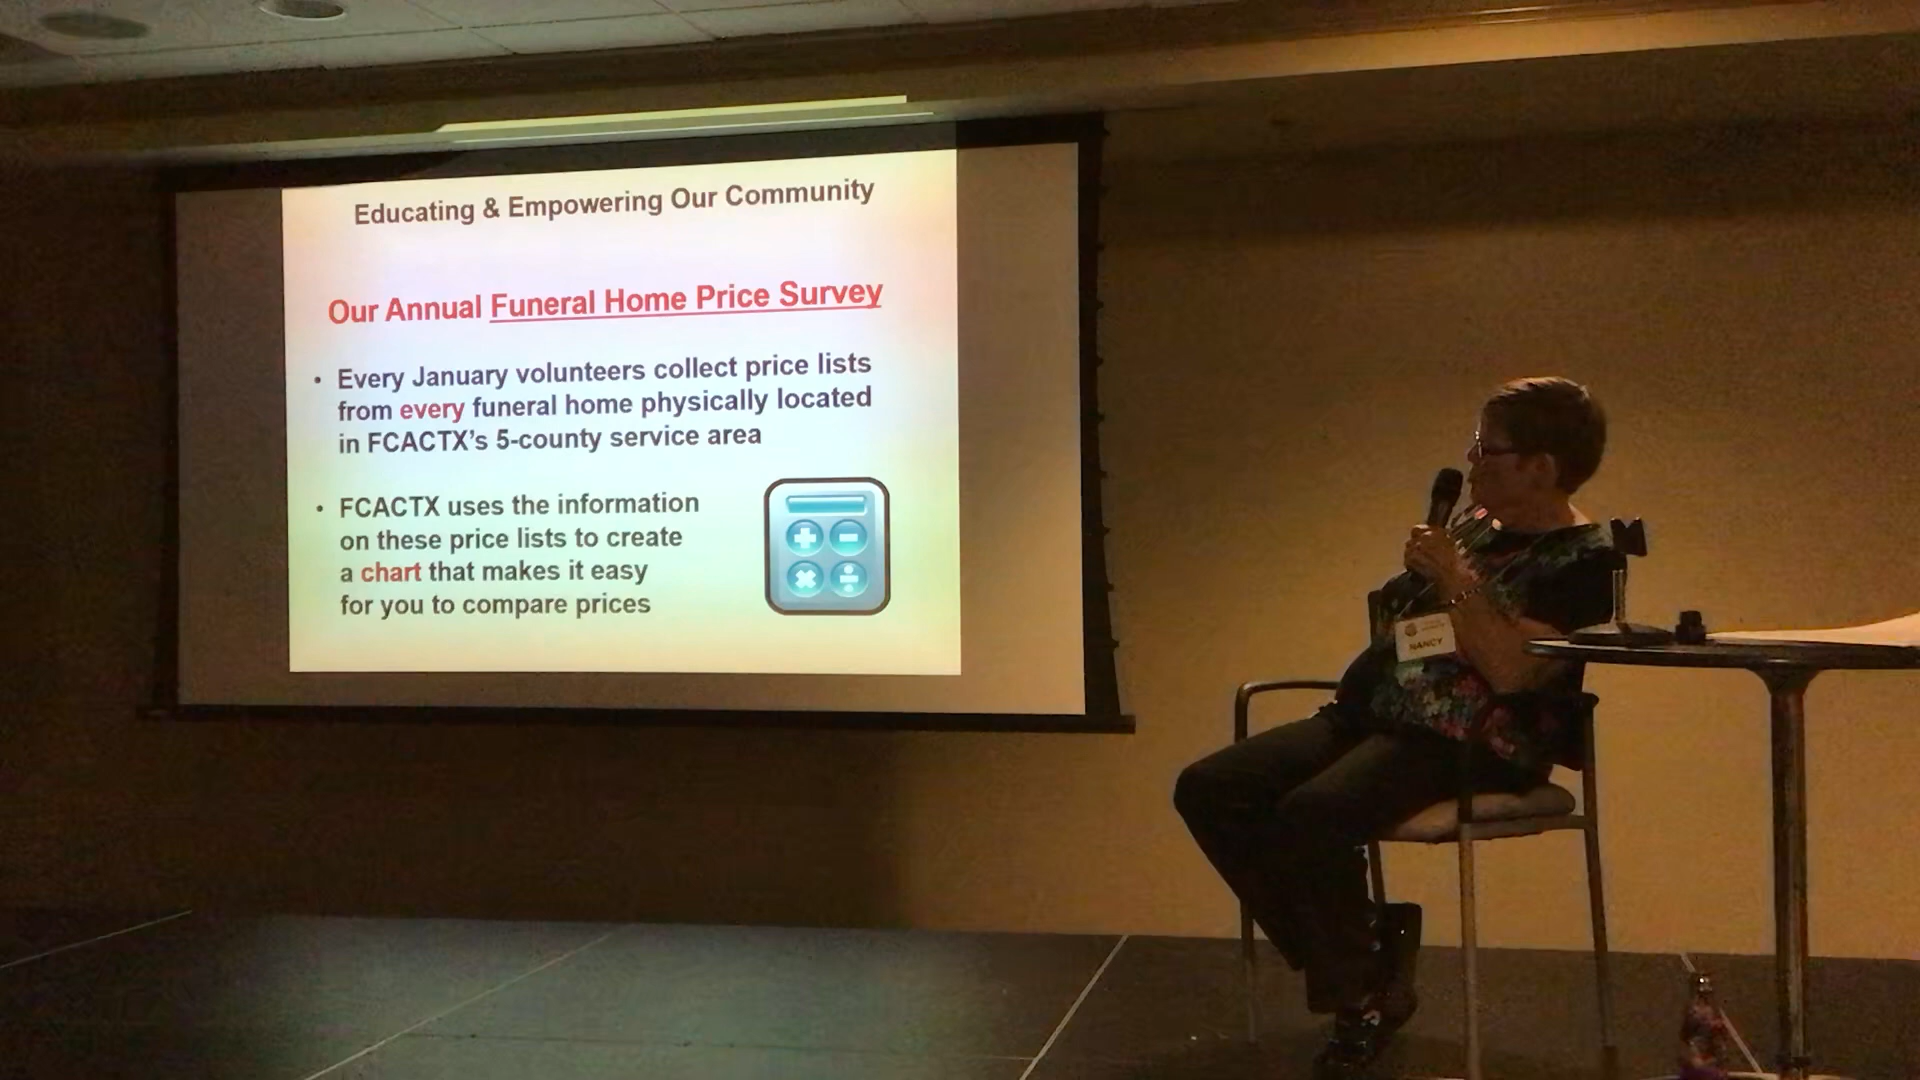 Educating & Empowering Our Community
Our Annual Funeral Home Price Survey
• Every January volunteers collect price lists
from every funeral home physically located
in FCACTX's 5-county service area
• FCACTX uses the information
on these price lists to create
a chart that makes it easy
for you to compare prices
NANCY